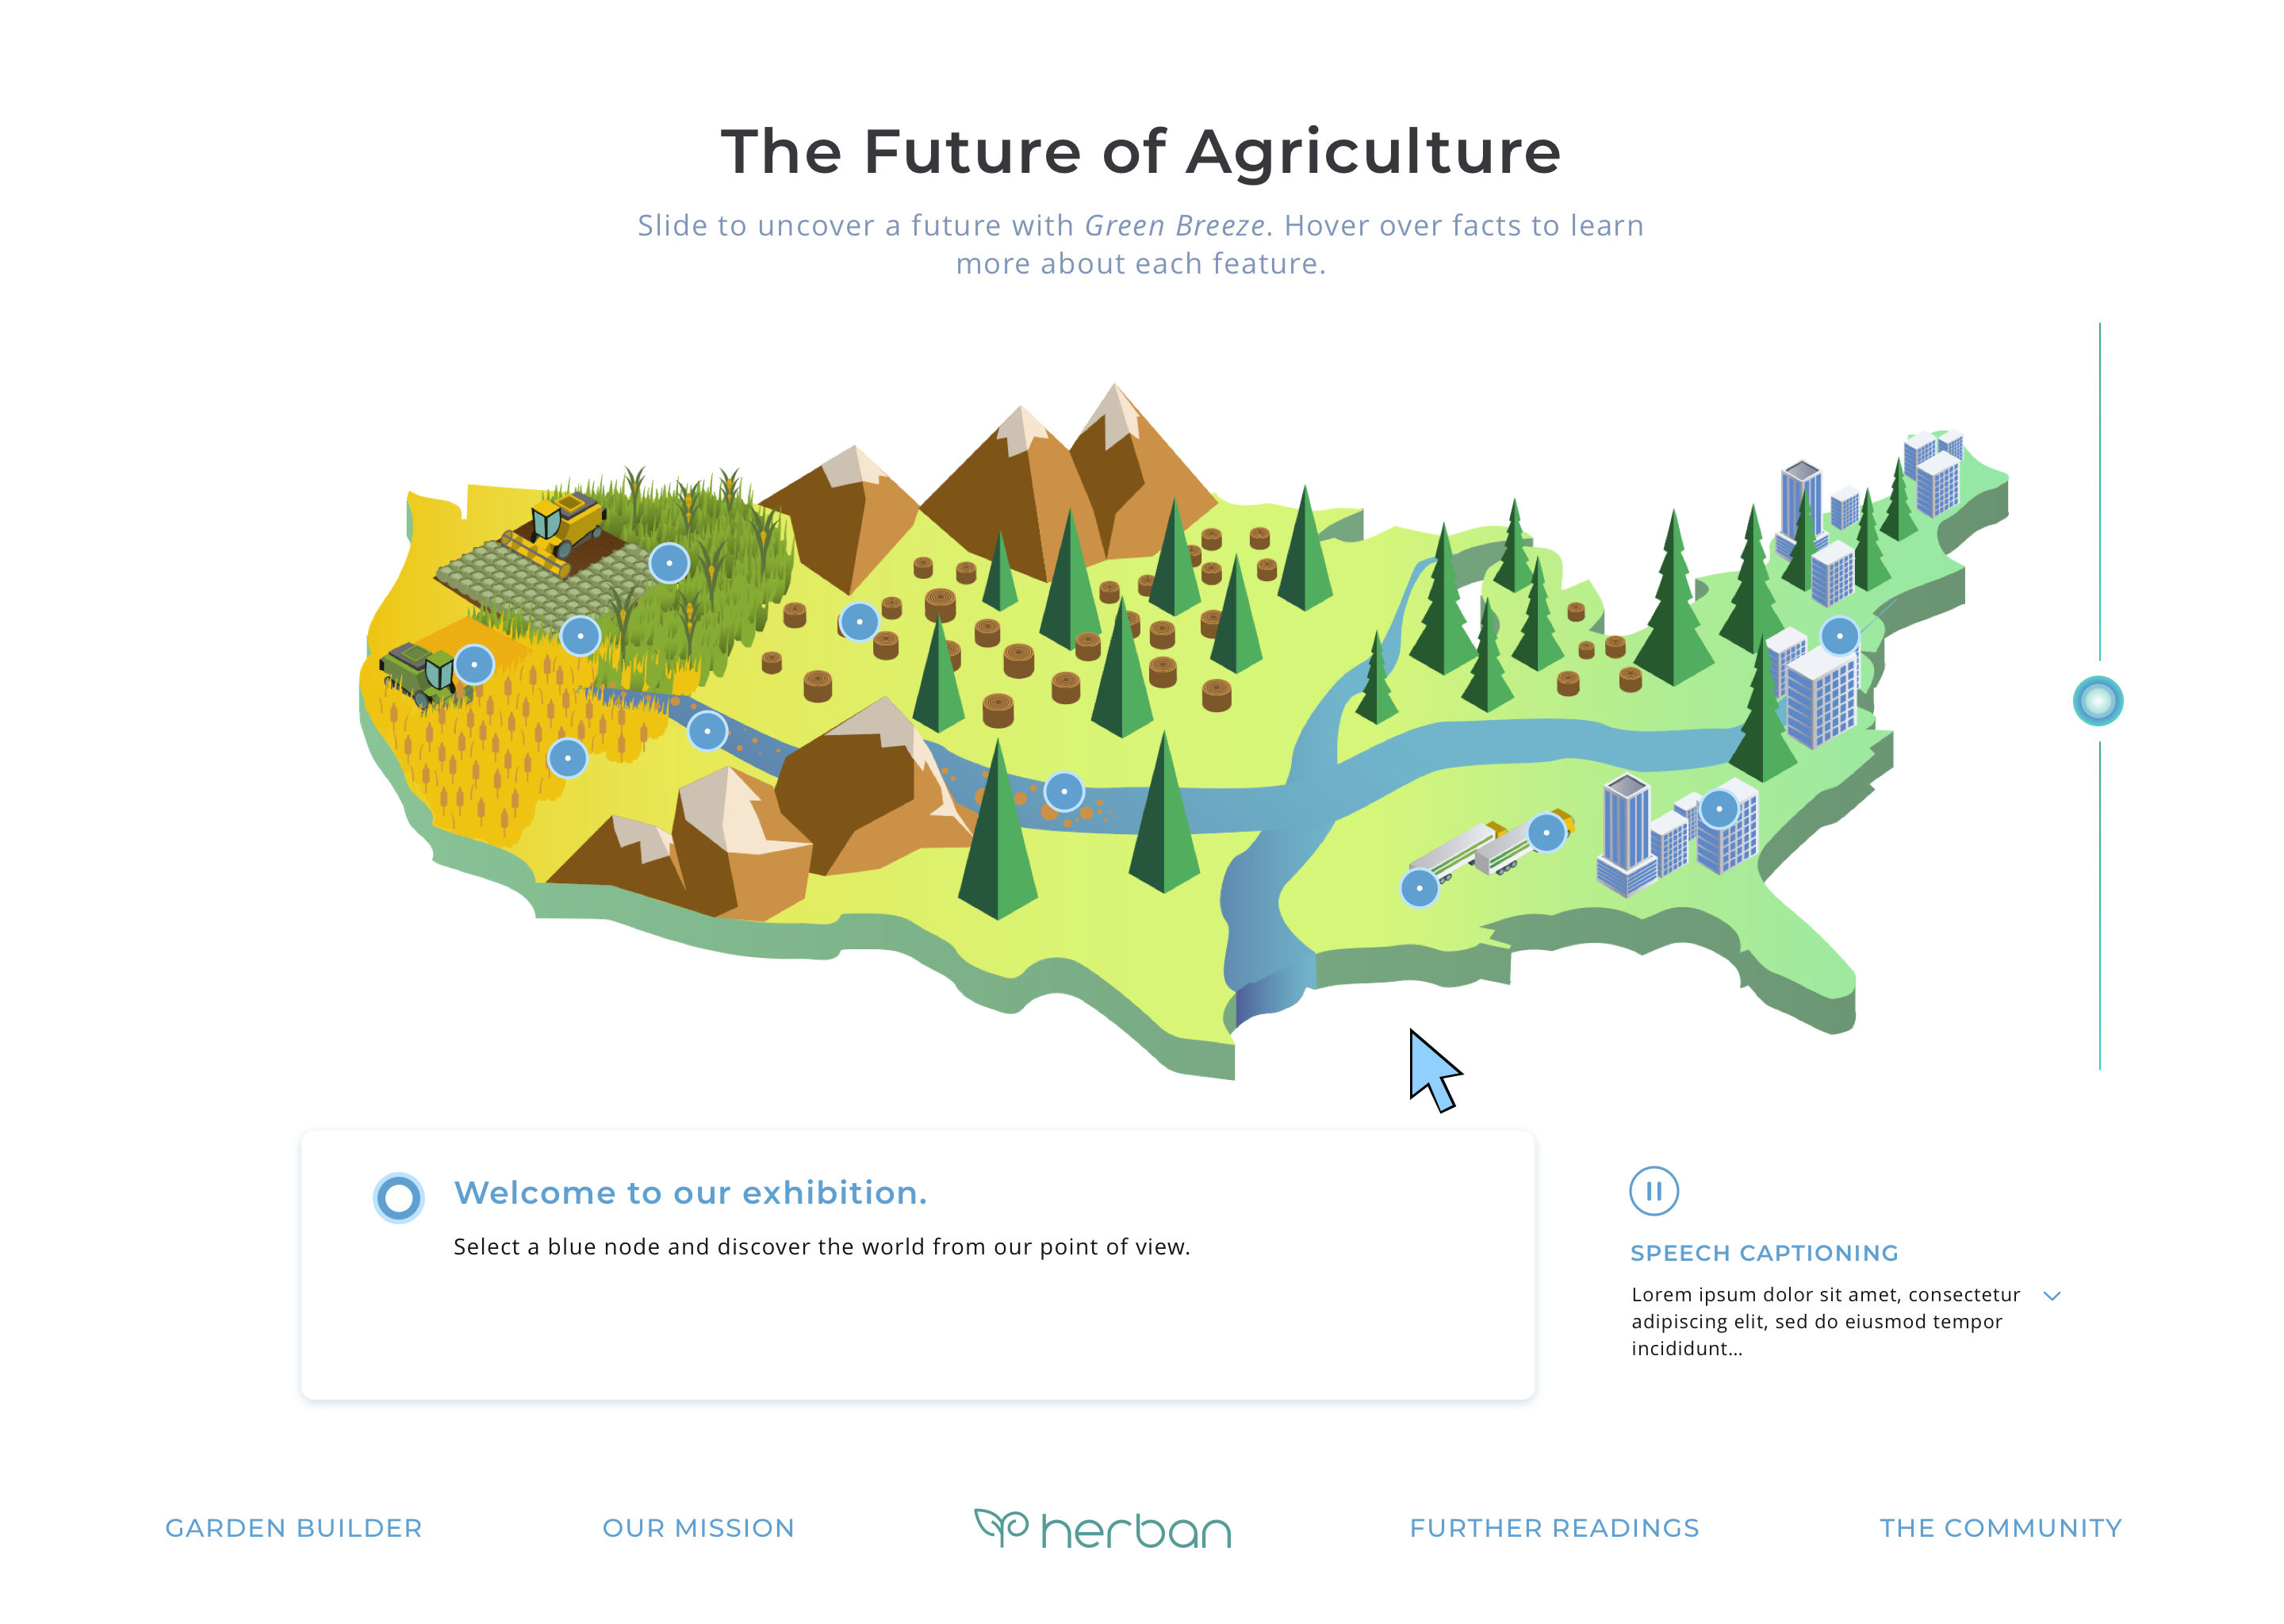 The Future of Agriculture
Slide to uncover a future with Green Breeze. Hover over facts to learn
more about each feature.
Welcome to our exhibition.
Select a blue node and discover the world from our point of view.
SPEECH CAPTIONING
Lorem ipsum dolor sit amet, consectetur
adipiscing elit, sed do eiusmod tempor
incididunt...
GARDEN BUILDER
OUR MISSION
herban
FURTHER READINGS
THE COMMUNITY